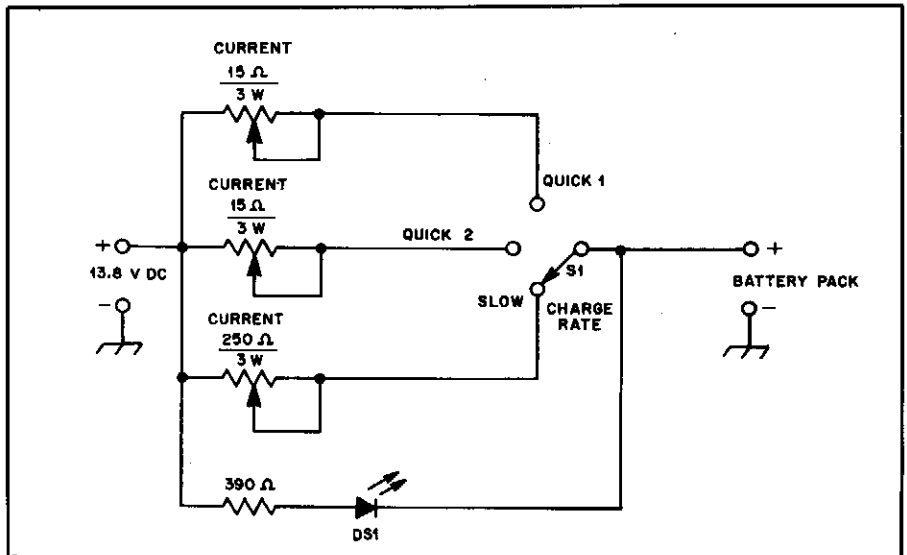 CURRENT
15 Ω
3 W
QUICK 1
CURRENT
15 Ω
3 W
QUICK 2
+
13.8 V DC
-
S1
+
BATTERY PACK
-
SLOW
CHARGE
RATE
CURRENT
250 Ω
3 W
390 Ω
DS1